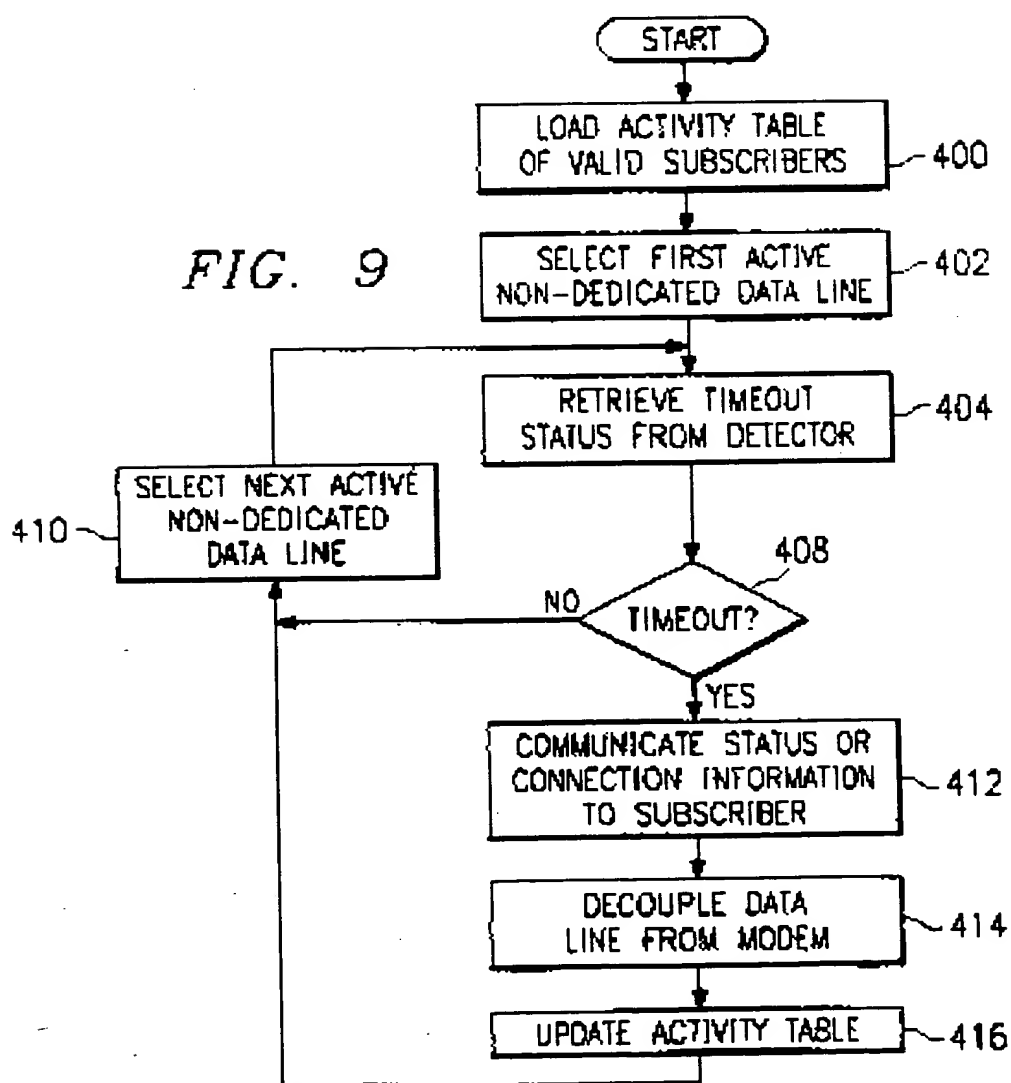 START
LOAD ACTIVITY TABLE
OF VALID SUBSCRIBERS
400
FIG. 9
SELECT FIRST ACTIVE
NON-DEDICATED DATA LINE
402
RETRIEVE TIMEOUT
STATUS FROM DETECTOR
404
SELECT NEXT ACTIVE
NON-DEDICATED
DATA LINE
410
408
NO
TIMEOUT?
YES
COMMUNICATE STATUS OR
CONNECTION INFORMATION
TO SUBSCRIBER
412
DECOUPLE DATA
LINE FROM MODEM
414
UPDATE ACTIVITY TABLE
416